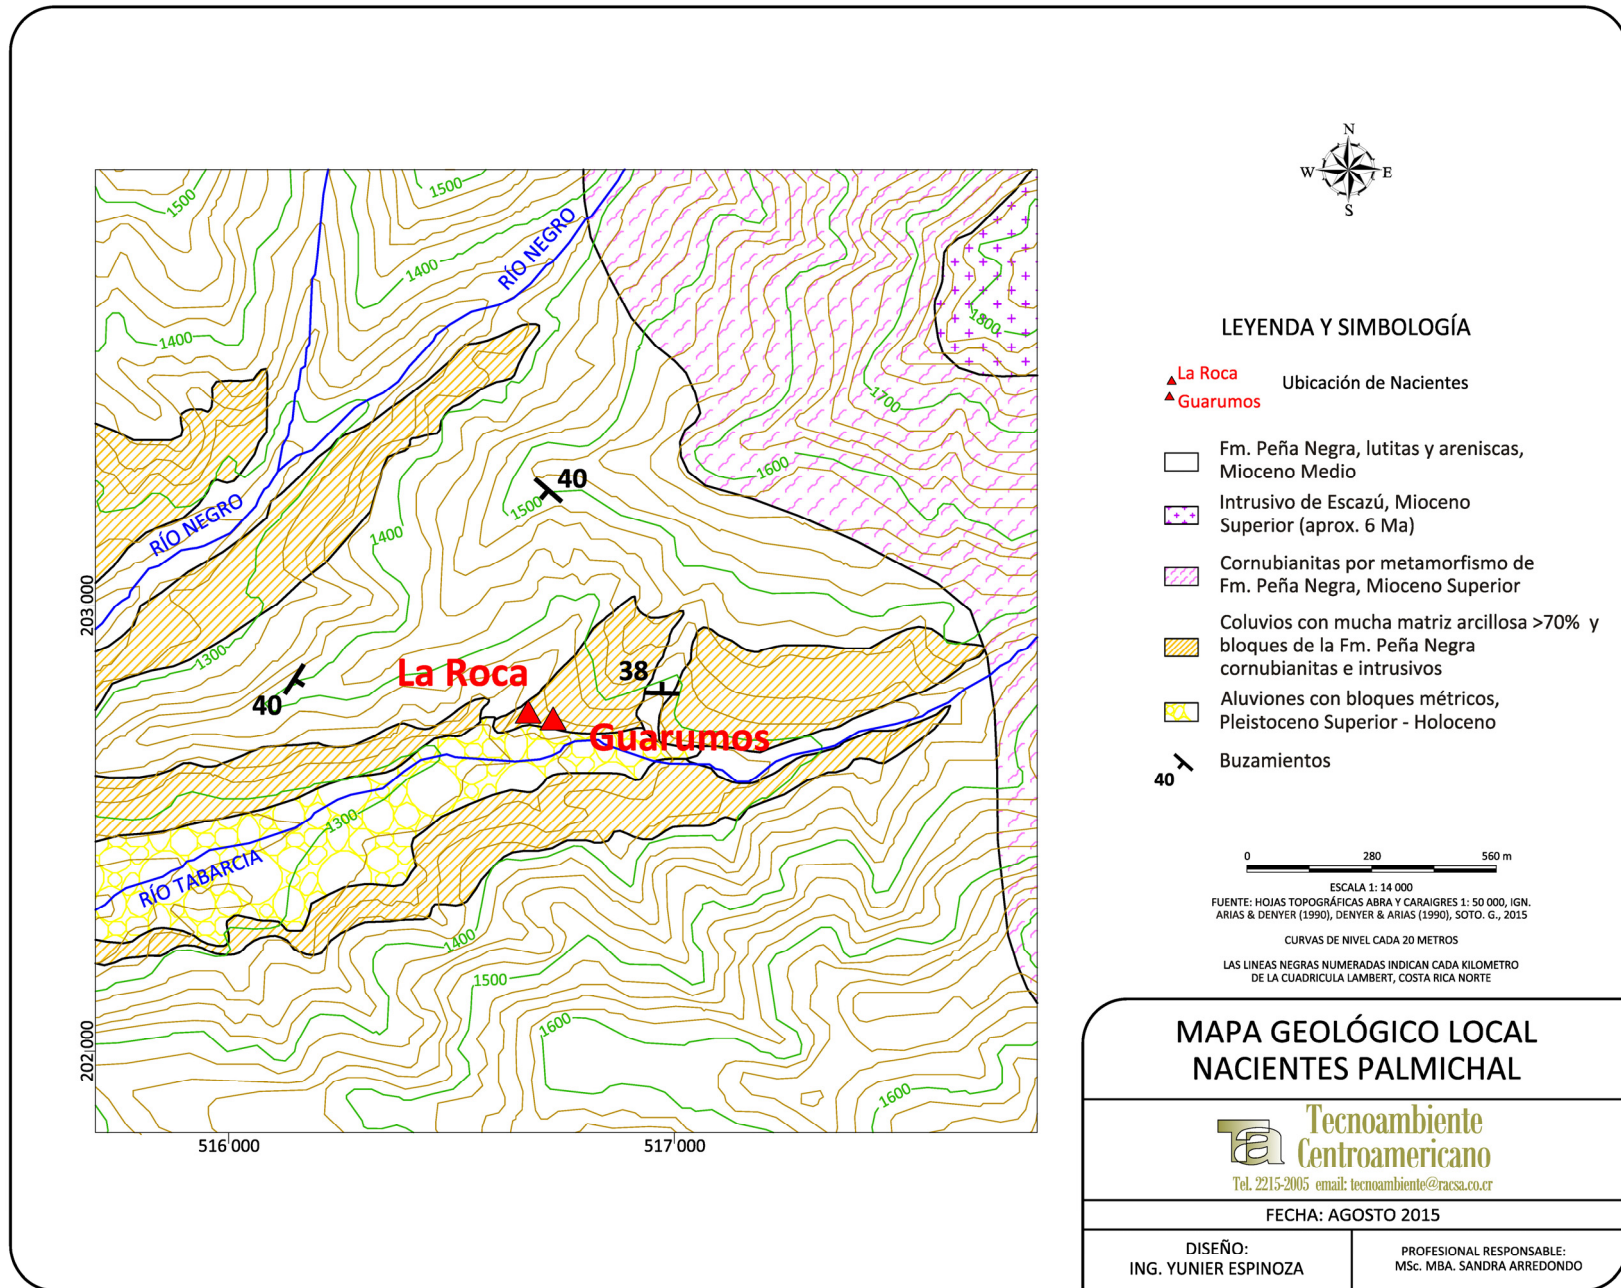 1500
1500
RÍO NEGRO
1400
1400
1800
1700
1600
40
1500
1400
RÍO NEGRO
203 000
1300
La Roca
38
40
Guarumos
1300
RÍO TABARCIA
1400
1500
1600
1600
202 000
516 000
517 000
N
W
E
S
LEYENDA Y SIMBOLOGÍA
La Roca
Guarumos
Ubicación de Nacientes
Fm. Peña Negra, lutitas y areniscas,
Mioceno Medio
Intrusivo de Escazú, Mioceno
Superior (aprox. 6 Ma)
Cornubianitas por metamorfismo de
Fm. Peña Negra, Mioceno Superior
Coluvios con mucha matriz arcillosa >70% y
bloques de la Fm. Peña Negra
cornubianitas e intrusivos
Aluviones con bloques métricos,
Pleistoceno Superior - Holoceno
40
Buzamientos
0 280 560 m
ESCALA 1: 14 000
FUENTE: HOJAS TOPOGRÁFICAS ABRA Y CARAIGRES 1: 50 000, IGN.
ARIAS & DENYER (1990), DENYER & ARIAS (1990), SOTO. G., 2015
CURVAS DE NIVEL CADA 20 METROS
LAS LINEAS NEGRAS NUMERADAS INDICAN CADA KILOMETRO
DE LA CUADRICULA LAMBERT, COSTA RICA NORTE
MAPA GEOLÓGICO LOCAL
NACIENTES PALMICHAL
ta
Tecnoambiente
Centroamericano
Tel. 2215-2005 email: tecnoambiente@racsa.co.cr
FECHA: AGOSTO 2015
DISEÑO:
ING. YUNIER ESPINOZA
PROFESIONAL RESPONSABLE:
MSc. MBA. SANDRA ARREDONDO